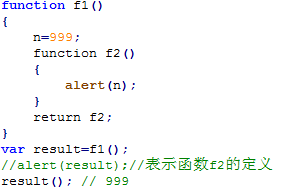 function f1()
{
    n=999;
    function f2()
    {
        alert(n);
    }
    return f2;
}
var result=f1();
//alert(result);//表示函数f2的定义
result(); // 999